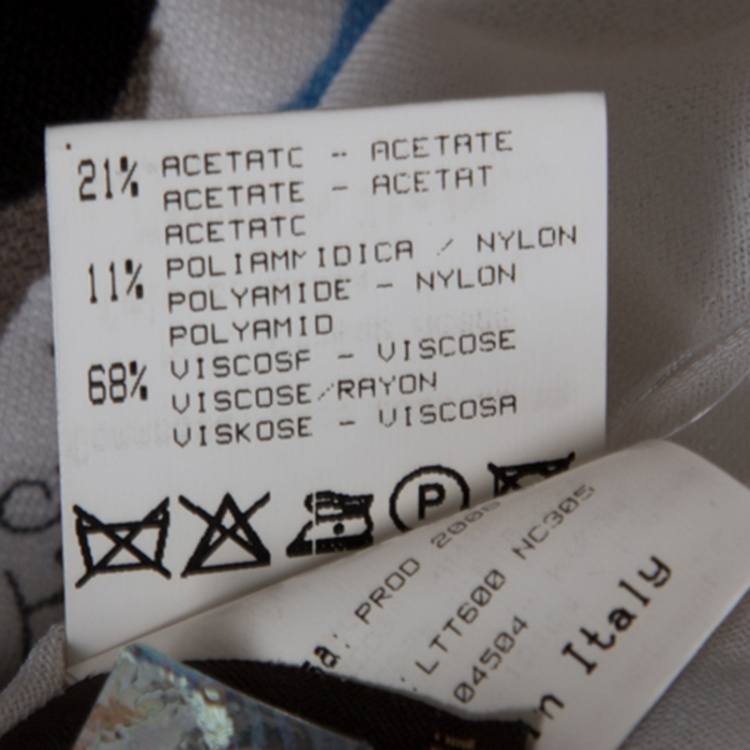 21% ACETATC - ACETATE
ACETATE - ACETAT
ACETATC
11% POLIAMMIDICA / NYLON
POLYAMIDE - NYLON
POLYAMID
68% VISCOSF - VISCOSE
VISCOSE/RAYON
VISKOSE - VISCOSA
P
PROD
LTT600 NC305
04504
Italy